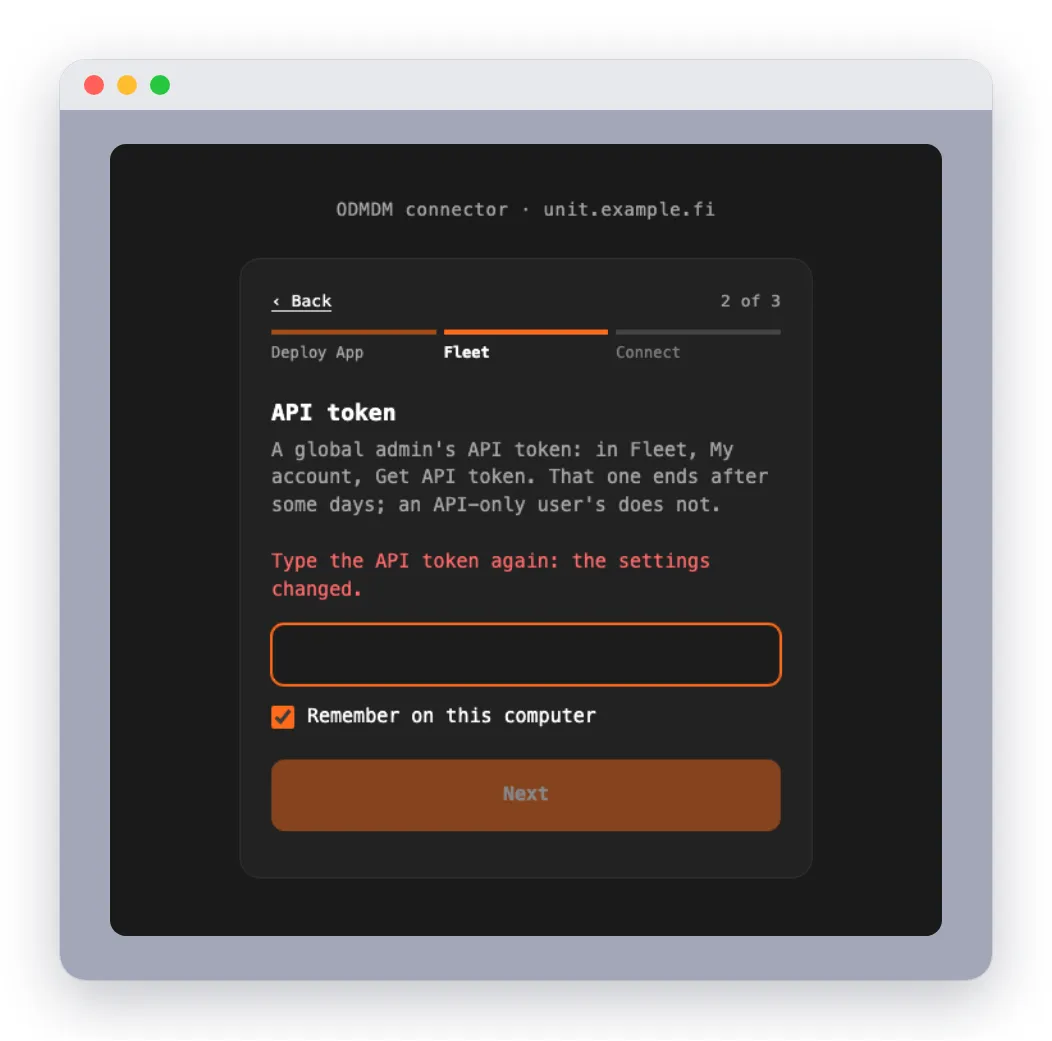 ODMDM connector · unit.example.fi
‹ Back
2 of 3
Deploy App
Fleet
Connect
API token
A global admin's API token: in Fleet, My
account, Get API token. That one ends after
some days; an API-only user's does not.
Type the API token again: the settings
changed.
Remember on this computer
Next